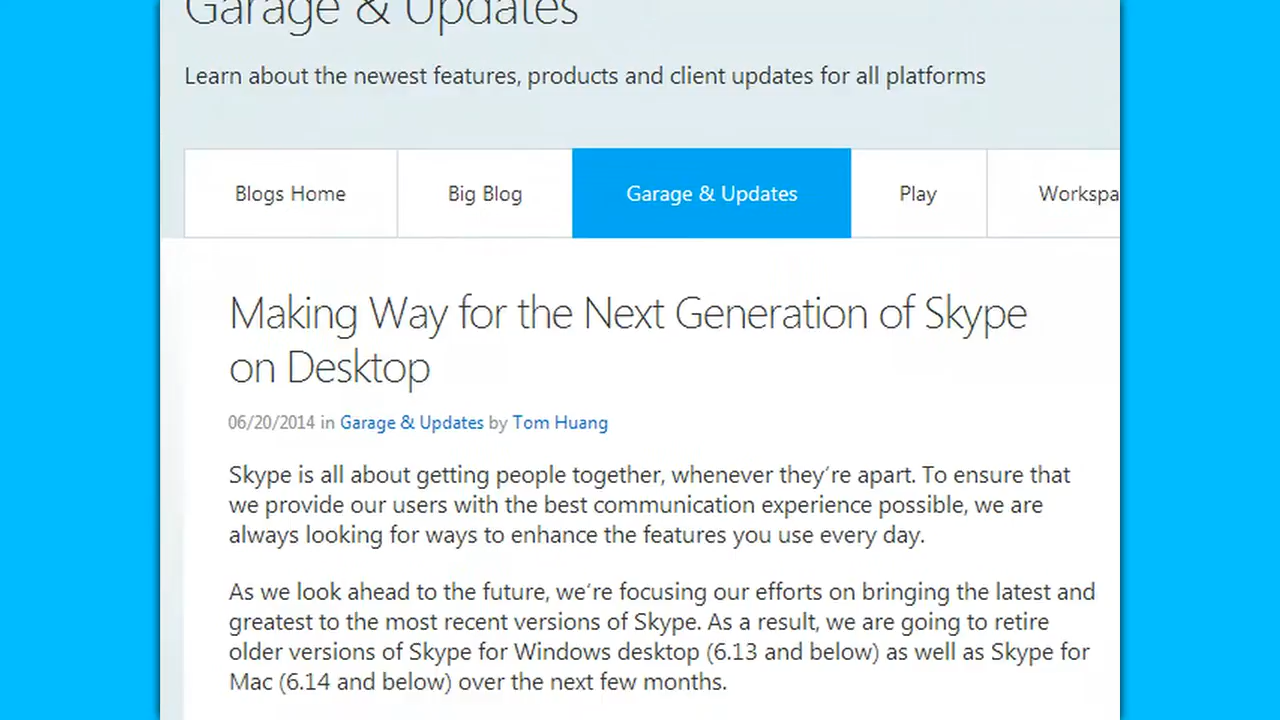 Garage & Updates
Learn about the newest features, products and client updates for all platforms
Blogs Home
Big Blog
Garage & Updates
Play
Workspa
Making Way for the Next Generation of Skype
on Desktop
06/20/2014 in Garage & Updates by Tom Huang
Skype is all about getting people together, whenever they’re apart. To ensure that
we provide our users with the best communication experience possible, we are
always looking for ways to enhance the features you use every day.
As we look ahead to the future, we’re focusing our efforts on bringing the latest and
greatest to the most recent versions of Skype. As a result, we are going to retire
older versions of Skype for Windows desktop (6.13 and below) as well as Skype for
Mac (6.14 and below) over the next few months.